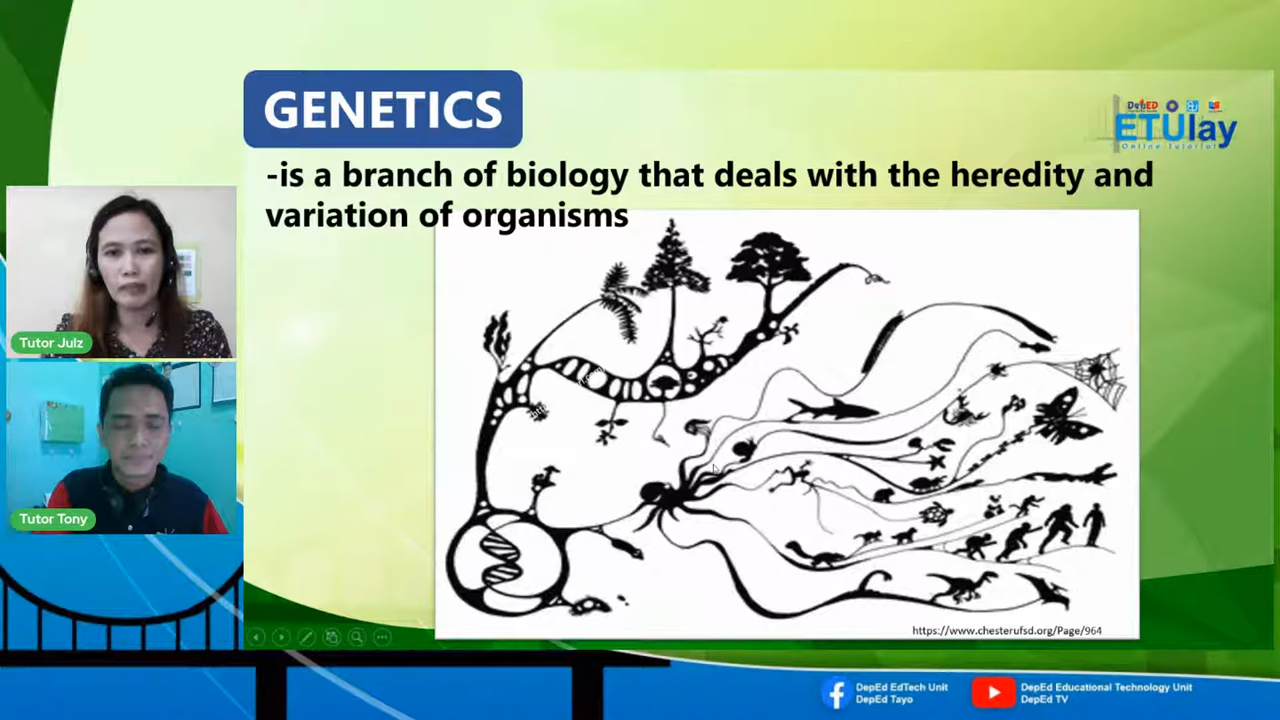 GENETICS
DepED
ETUlay
Online Tutorial
-is a branch of biology that deals with the heredity and
variation of organisms
Tutor Julz
Tutor Tony
https://www.chesterufsd.org/Page/964
DepEd EdTech Unit
DepEd Tayo
DepEd Educational Technology Unit
DepEd TV